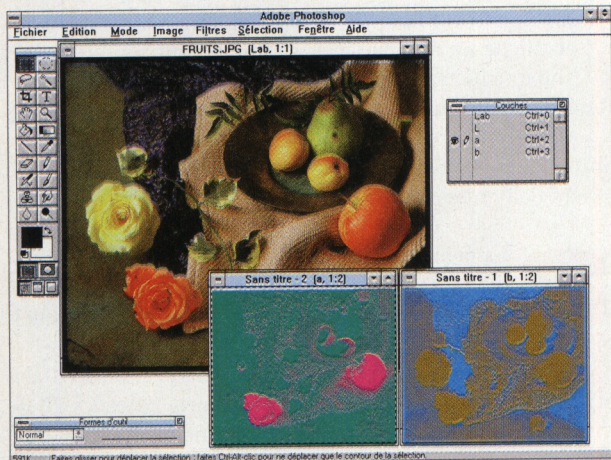 Adobe Photoshop
Fichier Edition Mode Image Filtres Sélection Fenêtre Aide
FRUITS.JPG (Lab, 1:1)
Couches
Lab Ctrl+0
L Ctrl+1
a Ctrl+2
b Ctrl+3
T
Sans titre - 2 (a, 1:2)
Sans titre - 1 (b, 1:2)
Formes d'outil
Normal
591K Faites glisser pour déplacer la sélection ; faites Ctrl-Alt-clic pour ne déplacer que le contour de la sélection.